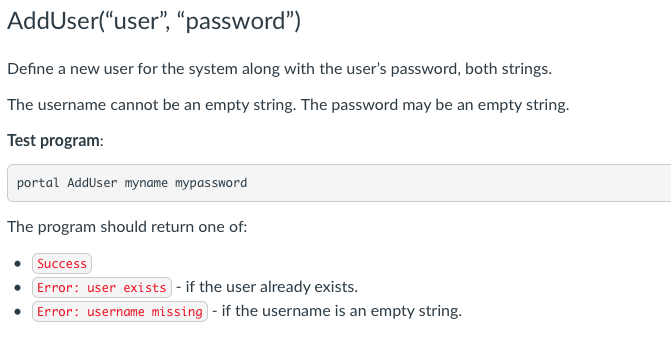 AddUser(“user”, “password”)
Define a new user for the system along with the user’s password, both strings.
The username cannot be an empty string. The password may be an empty string.
Test program:
portal AddUser myname mypassword
The program should return one of:
• Success
• Error: user exists - if the user already exists.
• Error: username missing - if the username is an empty string.